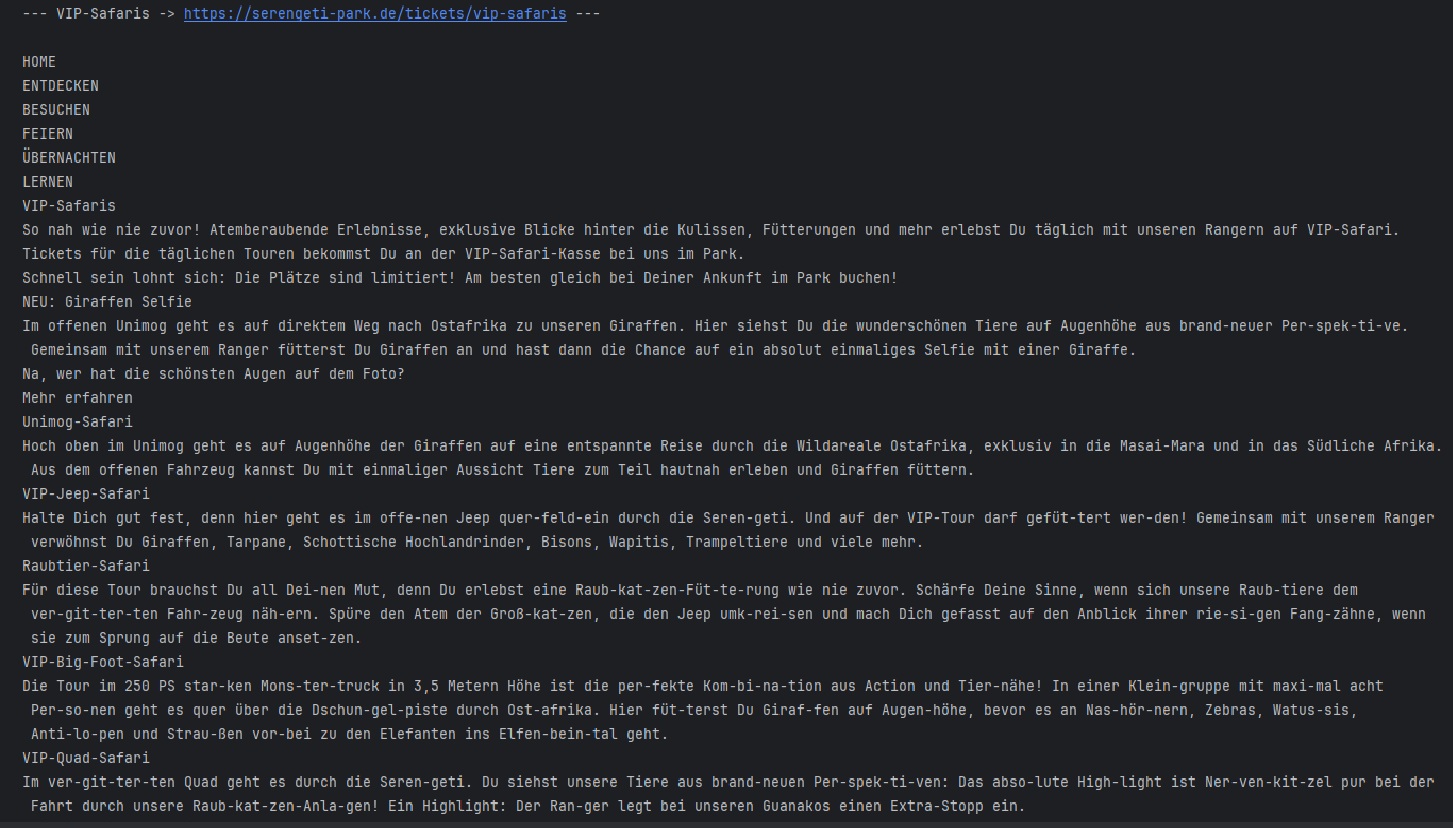 --- VIP-Safaris -> https://serengeti-park.de/tickets/vip-safaris ---
HOME
ENTDECKEN
BESUCHEN
FEIERN
ÜBERNACHTEN
LERNEN
VIP-Safaris
So nah wie nie zuvor! Atemberaubende Erlebnisse, exklusive Blicke hinter die Kulissen, Fütterungen und mehr erlebst Du täglich mit unseren Rangern auf VIP-Safari.
Tickets für die täglichen Touren bekommst Du an der VIP-Safari-Kasse bei uns im Park.
Schnell sein lohnt sich: Die Plätze sind limitiert! Am besten gleich bei Deiner Ankunft im Park buchen!
NEU: Giraffen Selfie
Im offenen Unimog geht es auf direktem Weg nach Ostafrika zu unseren Giraffen. Hier siehst Du die wunderschönen Tiere auf Augenhöhe aus brand-neuer Per-spek-ti-ve.
Gemeinsam mit unserem Ranger fütterst Du Giraffen an und hast dann die Chance auf ein absolut einmaliges Selfie mit einer Giraffe.
Na, wer hat die schönsten Augen auf dem Foto?
Mehr erfahren
Unimog-Safari
Hoch oben im Unimog geht es auf Augenhöhe der Giraffen auf eine entspannte Reise durch die Wildareale Ostafrika, exklusiv in die Masai-Mara und in das Südliche Afrika.
Aus dem offenen Fahrzeug kannst Du mit einmaliger Aussicht Tiere zum Teil hautnah erleben und Giraffen füttern.
VIP-Jeep-Safari
Halte Dich gut fest, denn hier geht es im offe-nen Jeep quer-feld-ein durch die Seren-geti. Und auf der VIP-Tour darf gefüt-tert wer-den! Gemeinsam mit unserem Ranger
verwöhnst Du Giraffen, Tarpane, Schottische Hochlandrinder, Bisons, Wapitis, Trampeltiere und viele mehr.
Raubtier-Safari
Für diese Tour brauchst Du all Dei-nen Mut, denn Du erlebst eine Raub-kat-zen-Füt-te-rung wie nie zuvor. Schärfe Deine Sinne, wenn sich unsere Raub-tiere dem
ver-git-ter-ten Fahr-zeug näh-ern. Spüre den Atem der Groß-kat-zen, die den Jeep umk-rei-sen und mach Dich gefasst auf den Anblick ihrer rie-si-gen Fang-zähne, wenn
sie zum Sprung auf die Beute anset-zen.
VIP-Big-Foot-Safari
Die Tour im 250 PS star-ken Mons-ter-truck in 3,5 Metern Höhe ist die per-fekte Kom-bi-na-tion aus Action und Tier-nähe! In einer Klein-gruppe mit maxi-mal acht
Per-so-nen geht es quer über die Dschun-gel-piste durch Ost-afrika. Hier füt-terst Du Giraf-fen auf Augen-höhe, bevor es an Nas-hör-nern, Zebras, Watus-sis,
Anti-lo-pen und Strau-ßen vor-bei zu den Elefanten ins Elfen-bein-tal geht.
VIP-Quad-Safari
Im ver-git-ter-ten Quad geht es durch die Seren-geti. Du siehst unsere Tiere aus brand-neuen Per-spek-ti-ven: Das abso-lute High-light ist Ner-ven-kit-zel pur bei der
Fahrt durch unsere Raub-kat-zen-Anla-gen! Ein Highlight: Der Ran-ger legt bei unseren Guanakos einen Extra-Stopp ein.